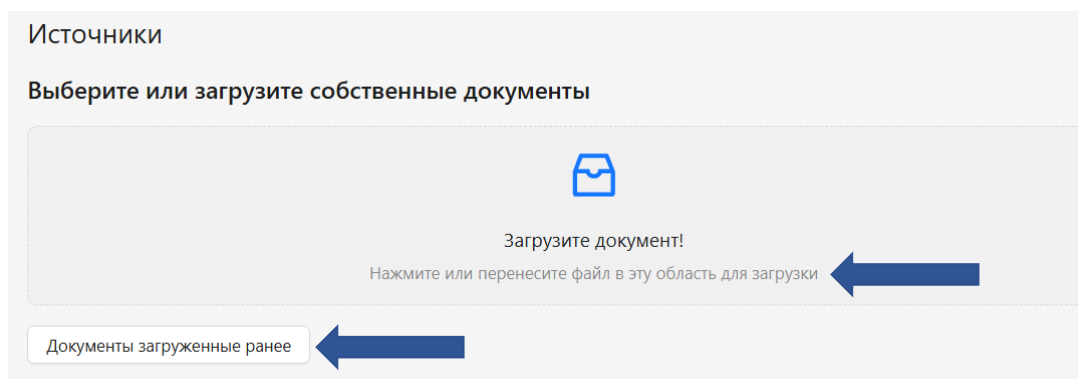 Источники
Выберите или загрузите собственные документы
Загрузите документ!
Нажмите или перенесите файл в эту область для загрузки
Документы загруженные ранее